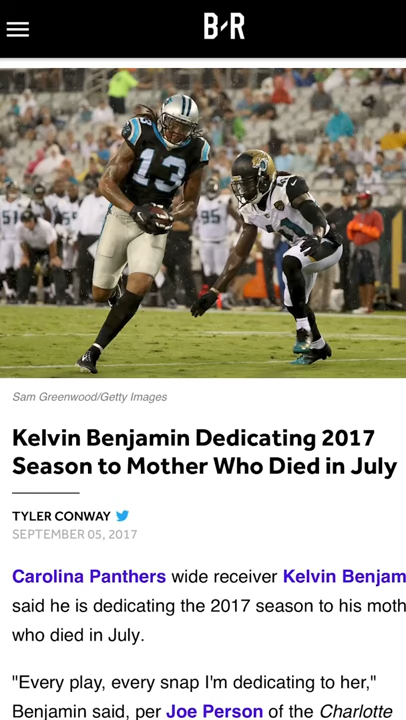 B/R
13
95
Sam Greenwood/Getty Images
Kelvin Benjamin Dedicating 2017
Season to Mother Who Died in July
TYLER CONWAY
SEPTEMBER 05, 2017
Carolina Panthers wide receiver Kelvin Benjam
said he is dedicating the 2017 season to his moth
who died in July.
"Every play, every snap I'm dedicating to her,"
Benjamin said, per Joe Person of the Charlotte